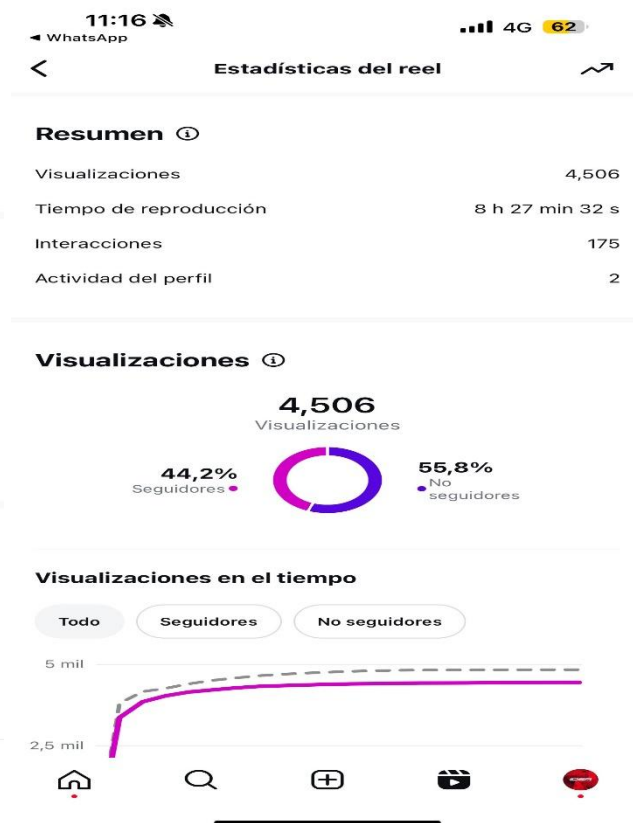 11:16
4G 62
◄ WhatsApp
Estadísticas del reel
Resumen
Visualizaciones 4,506
Tiempo de reproducción 8 h 27 min 32 s
Interacciones 175
Actividad del perfil 2
Visualizaciones
4,506
Visualizaciones
44,2%
Seguidores
55,8%
No
seguidores
Visualizaciones en el tiempo
Todo Seguidores No seguidores
5 mil
2,5 mil